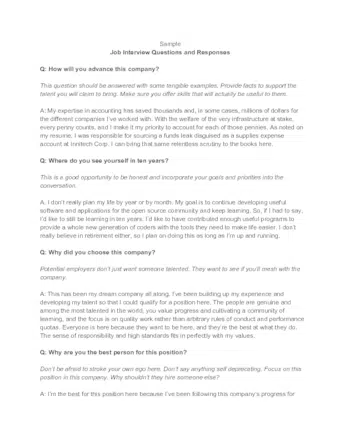 Sample
Job Interview Questions and Responses
Q: How will you advance this company?
This question should be answered with some tangible examples. Provide facts to support the
talent you will claim to bring. Make sure you offer skills that will actually be useful to them.
A: My expertise in accounting has saved thousands and, in some cases, millions of dollars for
the different companies I've worked with. With the welfare of the very infrastructure at stake,
every penny counts, and I make it my priority to account for each of those pennies. As noted on
my resume, I was responsible for sourcing a funds leak disguised as a supplies expense
account at Innitech Corp. I can bring that same relentless scrutiny to the books here.
Q: Where do you see yourself in ten years?
This is a good opportunity to be honest and incorporate your goals and priorities into the
conversation.
A: I don't really plan my life by year or by month. My goal is to continue developing useful
software and applications for the open source community and keep learning. So, if I had to say,
I'd like to still be learning in ten years. I'd like to have contributed enough useful programs to
provide a whole new generation of coders with the tools they need to make life easier. I don't
really believe in retirement either, so I plan on doing this as long as I'm up and running.
Q: Why did you choose this company?
Potential employers don't just want someone talented. They want to see if you'll mesh with the
company.
A: This has been my dream company all along. I've been building up my experience and
developing my talent so that I could qualify for a position here. The people are genuine and
among the most talented in the world, you value progress and cultivating a community of
learning, and the focus is on quality work rather than arbitrary rules of conduct and performance
quotas. Everyone is here because they want to be here, and they're the best at what they do.
The sense of responsibility and high standards fits in perfectly with my values.
Q: Why are you the best person for this position?
Don't be afraid to stroke your own ego here. Don't say anything self deprecating. Focus on this
position in this company. Why shouldn't they hire someone else?
A: I'm the best for this position here because I've been following this company's progress for